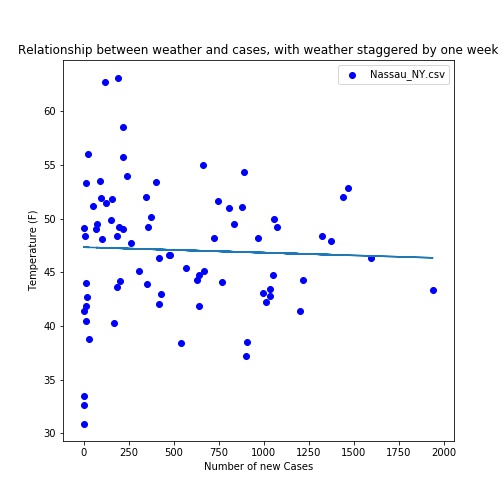 Relationship between weather and cases, with weather staggered by one week
Nassau_NY.csv
Temperature (F)
60
55
50
45
40
35
30
0 250 500 750 1000 1250 1500 1750 2000
Number of new Cases